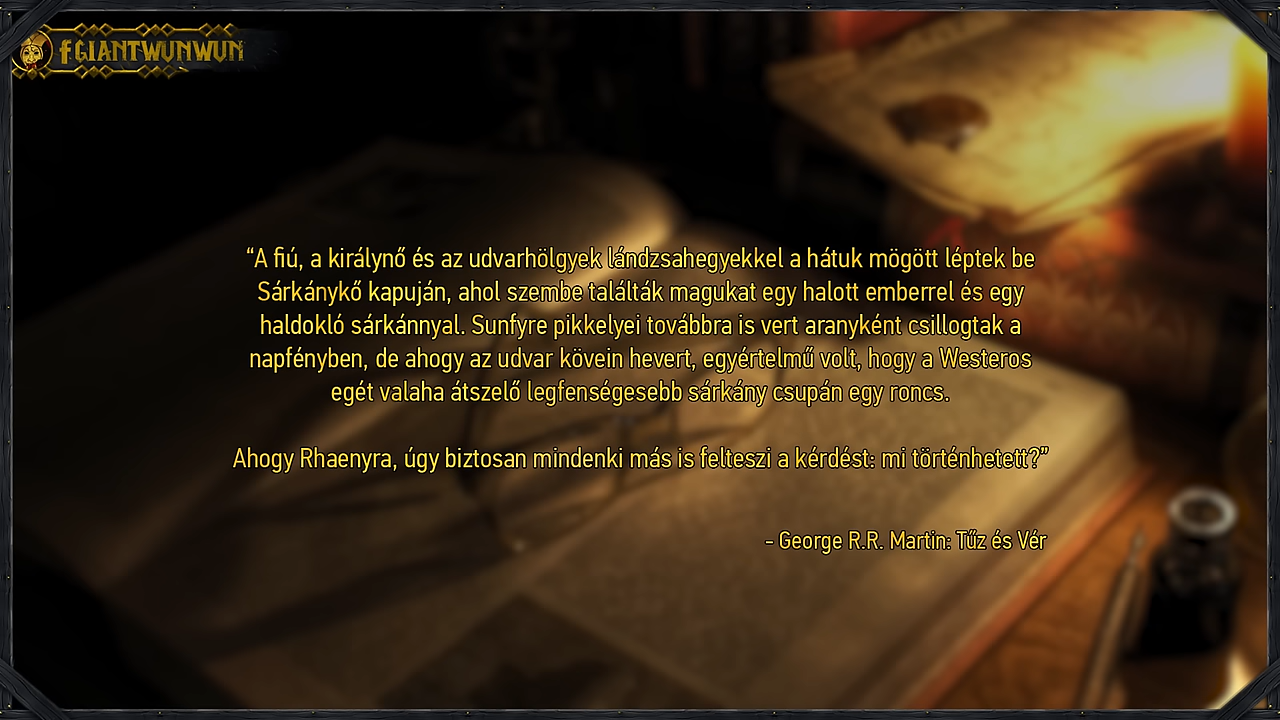 fGIANTWUNWUN
“A fiú, a királynő és az udvarhölgyek lándzsahegyekkel a hátuk mögött léptek be
Sárkánykő kapuján, ahol szembe találták magukat egy halott emberrel és egy
haldokló sárkánnyal. Sunfyre pikkelyei továbbra is vert aranyként csillogtak a
napfényben, de ahogy az udvar kövein hevert, egyértelmű volt, hogy a Westeros
egét valaha átszelő legfenségesebb sárkány csupán egy roncs.
Ahogy Rhaenyra, úgy biztosan mindenki más is felteszi a kérdést: mi történhetett?”
- George R.R. Martin: Tűz és Vér